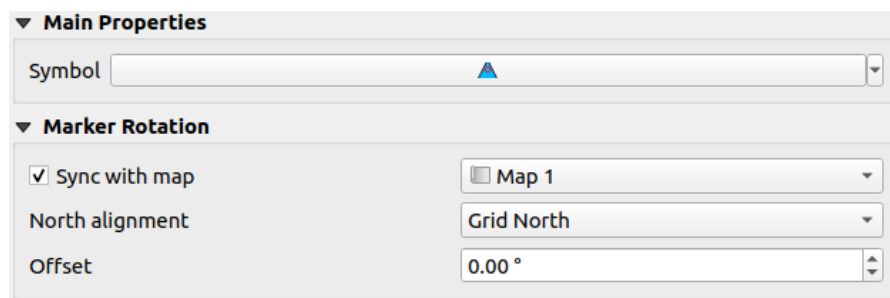 Main Properties
Symbol
Marker Rotation
Sync with map Map 1
North alignment Grid North
Offset 0.00 °